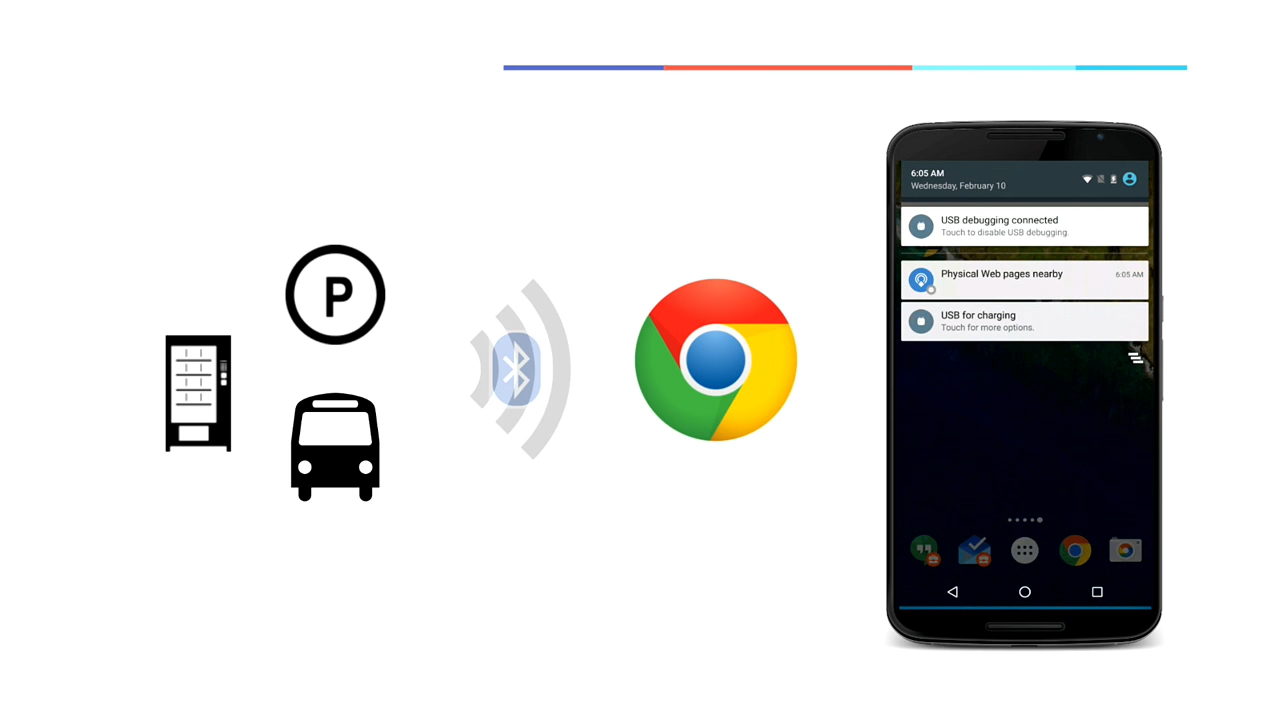 P
6:05 AM
Wednesday, February 10
USB debugging connected
Touch to disable USB debugging.
Physical Web pages nearby 6:05 AM
USB for charging
Touch for more options.